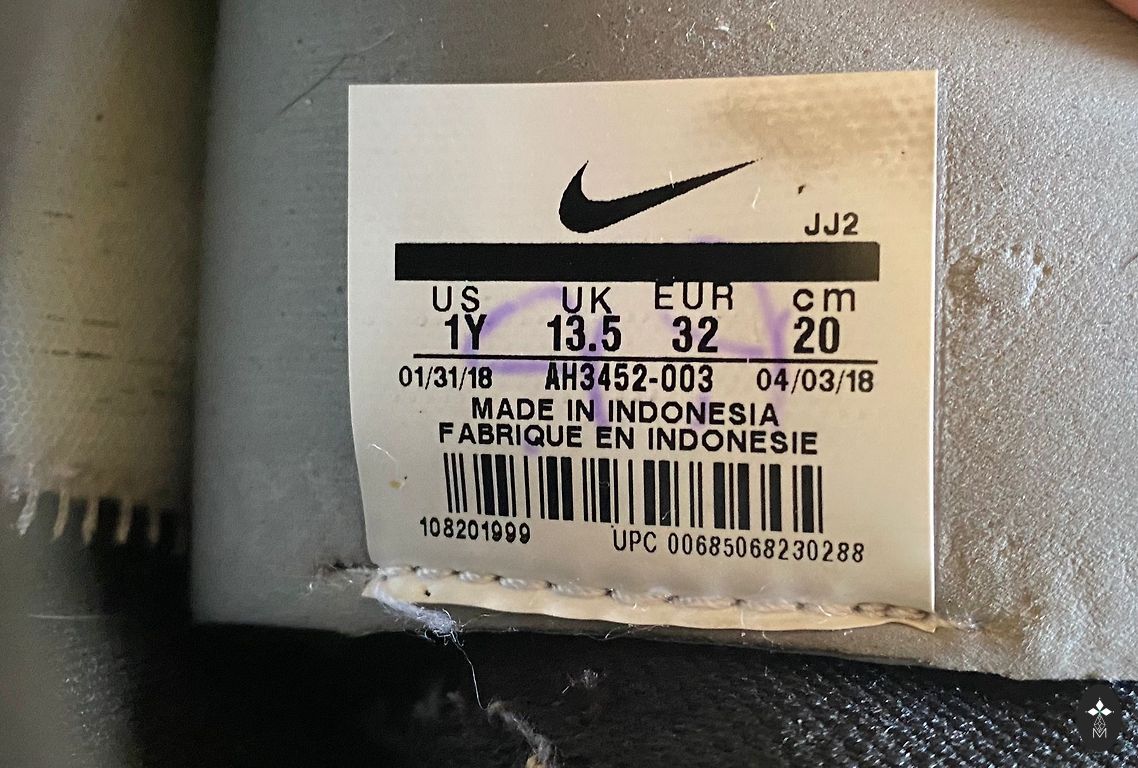 JJ2
US UK EUR cm
1Y 13.5 32 20
01/31/18 AH3452-003 04/03/18
MADE IN INDONESIA
FABRIQUE EN INDONESIE
108201999 UPC 00685068230288